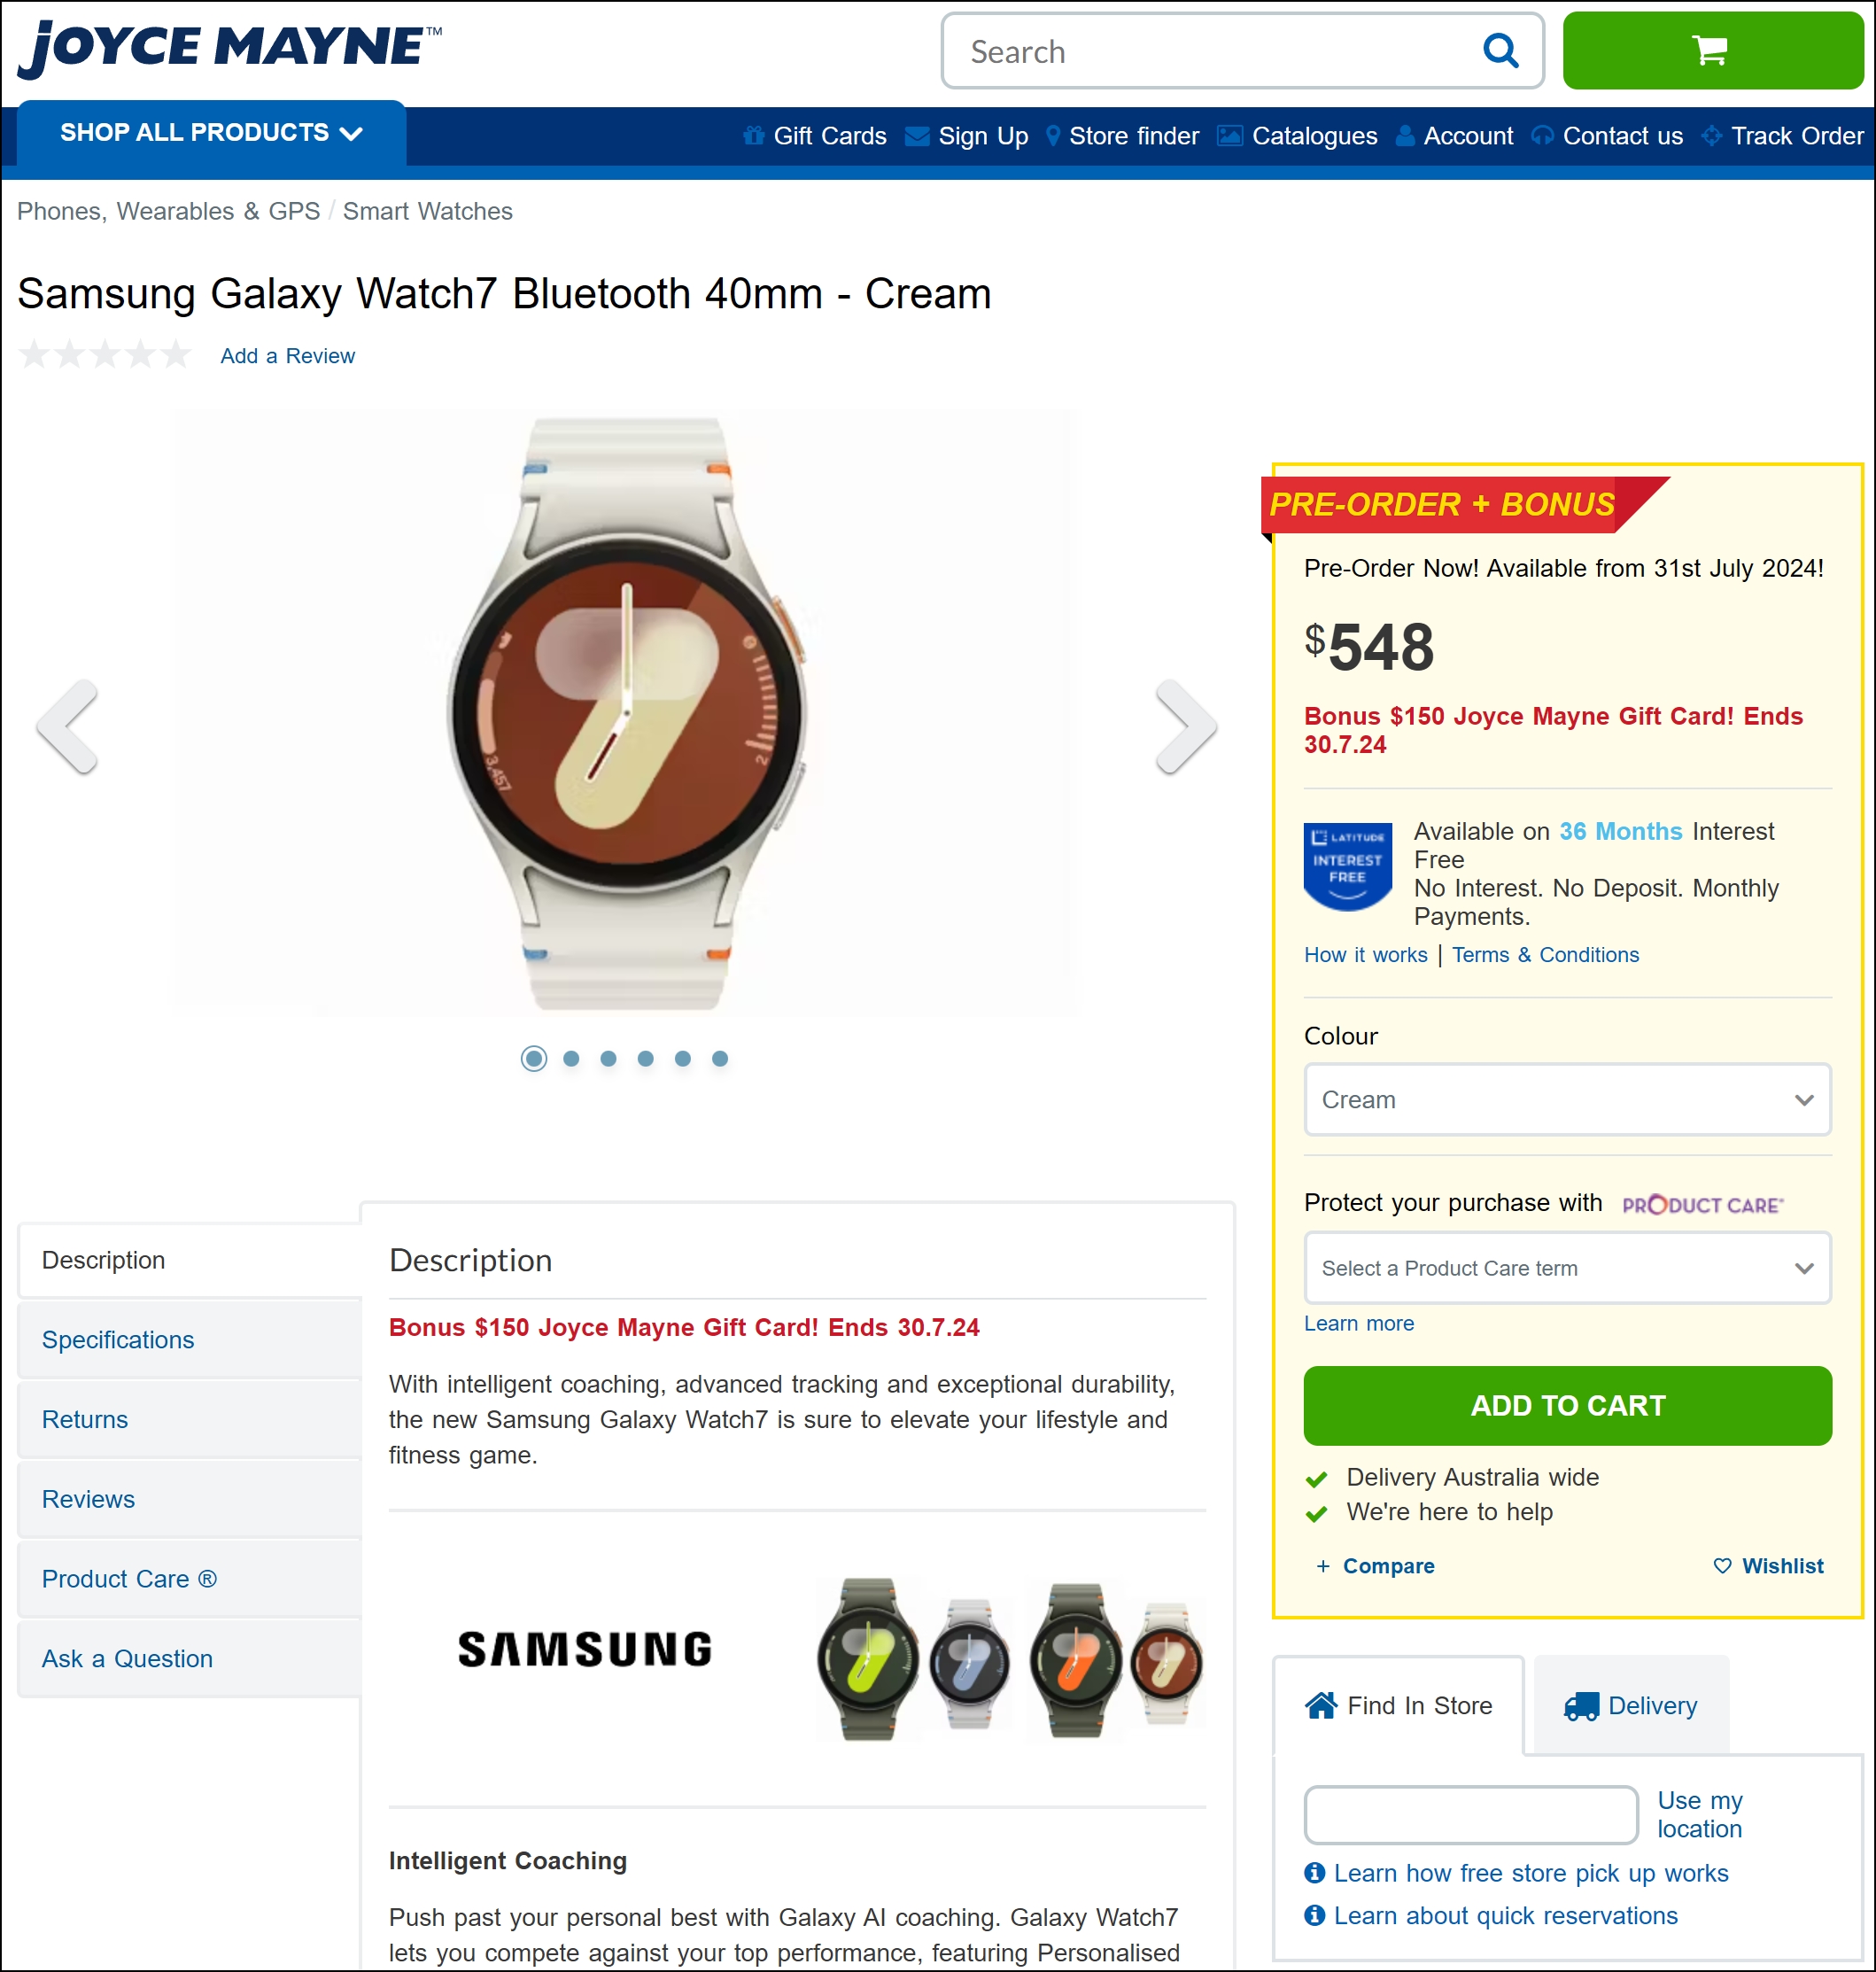 JOYCE MAYNE™
Search
SHOP ALL PRODUCTS
Gift Cards Sign Up Store finder Catalogues Account Contact us Track Order
Phones, Wearables & GPS / Smart Watches
Samsung Galaxy Watch7 Bluetooth 40mm - Cream
Add a Review
3,457
2
PRE-ORDER + BONUS
Pre-Order Now! Available from 31st July 2024!
$548
Bonus $150 Joyce Mayne Gift Card! Ends
30.7.24
LATITUDE
INTEREST
FREE
Available on 36 Months Interest
Free
No Interest. No Deposit. Monthly
Payments.
How it works | Terms & Conditions
Colour
Cream
Protect your purchase with PRODUCT CARE™
Select a Product Care term
Learn more
ADD TO CART
Delivery Australia wide
We're here to help
+ Compare
Wishlist
Find In Store
Delivery
Use my
location
Learn how free store pick up works
Learn about quick reservations
Description
Specifications
Returns
Reviews
Product Care ®
Ask a Question
Description
Bonus $150 Joyce Mayne Gift Card! Ends 30.7.24
With intelligent coaching, advanced tracking and exceptional durability,
the new Samsung Galaxy Watch7 is sure to elevate your lifestyle and
fitness game.
SAMSUNG
Intelligent Coaching
Push past your personal best with Galaxy AI coaching. Galaxy Watch7
lets you compete against your top performance, featuring Personalised